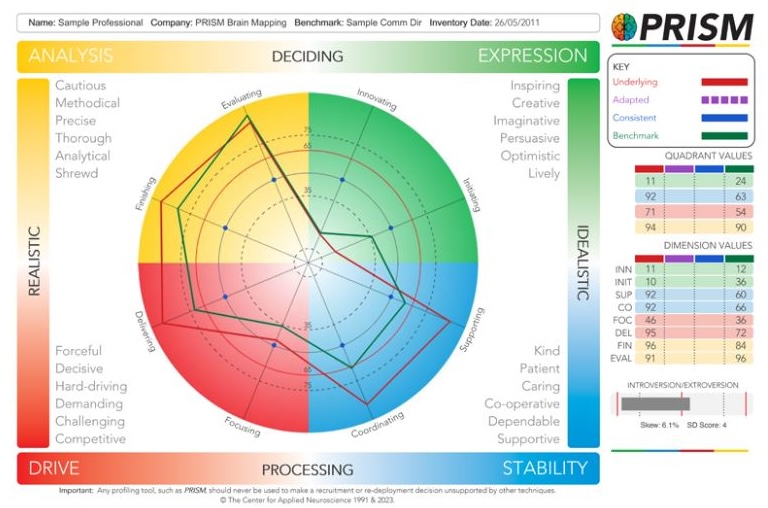 Name: Sample Professional Company: PRISM Brain Mapping Benchmark: Sample Comm Dir Inventory Date: 26/05/2011
PRISM
ANALYSIS
DECIDING
EXPRESSION
Cautious
Methodical
Precise
Thorough
Analytical
Shrewd
Inspiring
Creative
Imaginative
Persuasive
Optimistic
Lively
REALISTIC
IDEALISTIC
Evaluating
Innovating
Finishing
Initiating
Delivering
Supporting
Focusing
Coordinating
75
65
35
35
65
75
Forceful
Decisive
Hard-driving
Demanding
Challenging
Competitive
Kind
Patient
Caring
Co-operative
Dependable
Supportive
DRIVE
PROCESSING
STABILITY
KEY
Underlying
Adapted
Consistent
Benchmark
QUADRANT VALUES
11 24
92 63
71 54
94 90
DIMENSION VALUES
INN 11 12
INIT 10 36
SUP 92 60
CO 92 66
FOC 46 36
DEL 95 72
FIN 96 84
EVAL 91 96
INTROVERSION/EXTROVERSION
Skew: 6.1% SD Score: 4
Important: Any profiling tool, such as PRISM, should never be used to make a recruitment or re-deployment decision unsupported by other techniques.
© The Center for Applied Neuroscience 1991 & 2023.